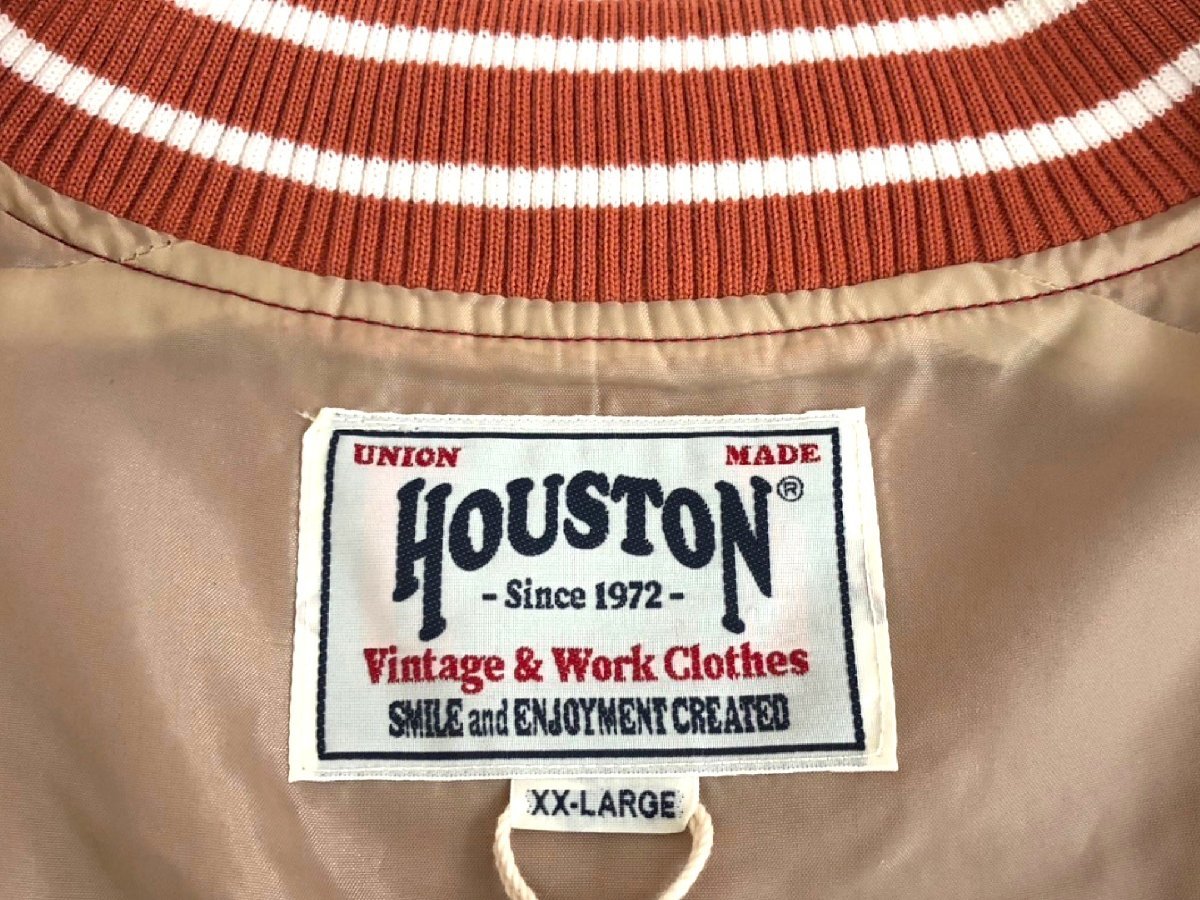 UNION MADE
HOUSTON®
- Since 1972 -
Vintage & Work Clothes
SMILE and ENJOYMENT CREATED
XX-LARGE